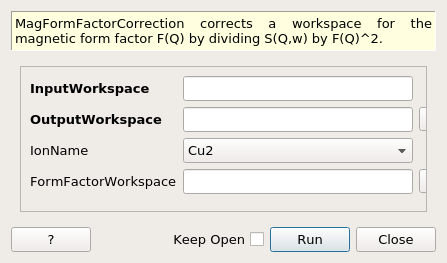 MagFormFactorCorrection corrects a workspace for the
magnetic form factor F(Q) by dividing S(Q,w) by F(Q)^2.
InputWorkspace
OutputWorkspace
IonName Cu2
FormFactorWorkspace
? Keep Open Run Close